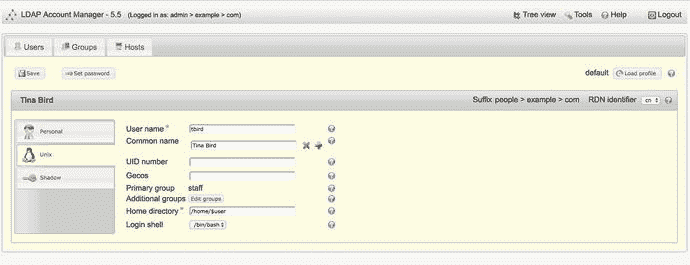 LDAP Account Manager - 5.5 (Logged in as: admin > example > com) Tree view Tools Help Logout
Users Groups Hosts
Save Set password default Load profile
Tina Bird Suffix people > example > com RDN identifier cn
Personal
Unix
Shadow
User name *
tbird
Common name
Tina Bird
UID number
Gecos
Primary group staff
Additional groups Edit groups
Home directory * /home/$user
Login shell /bin/bash